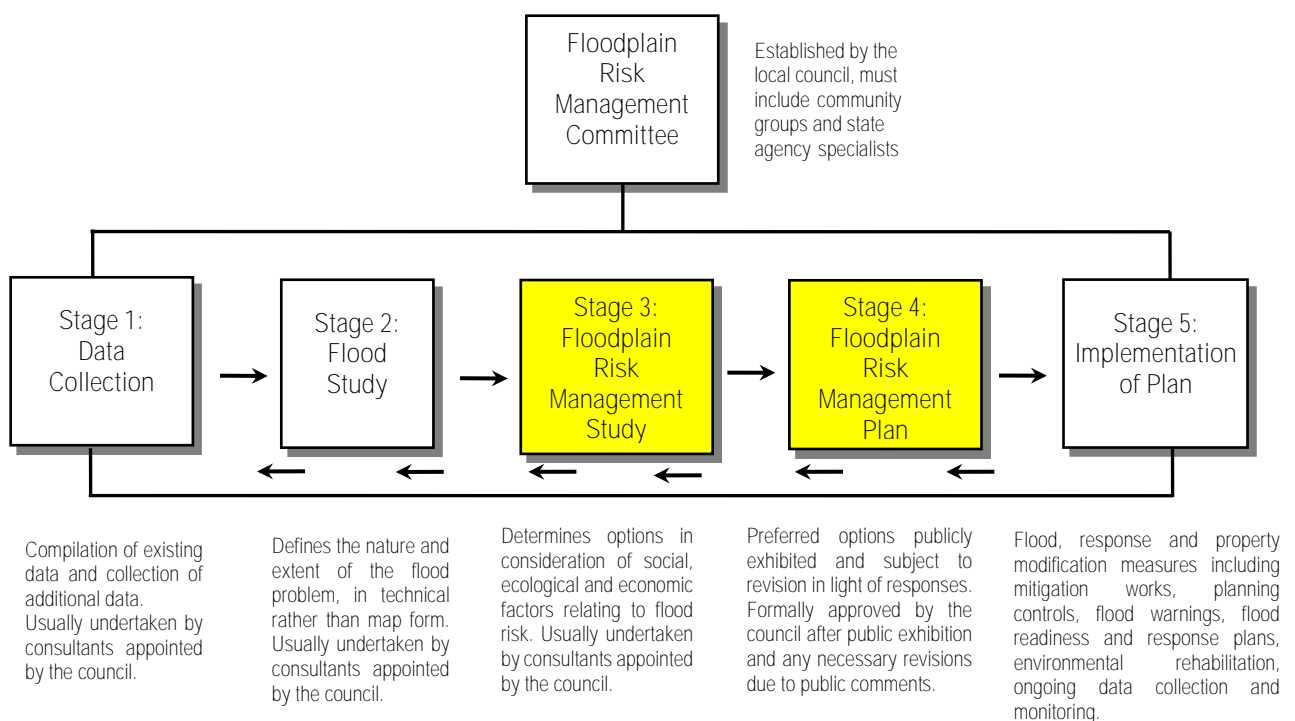 Floodplain
Risk
Management
Committee
Established by the
local council, must
include community
groups and state
agency specialists
Stage 1:
Data
Collection
Stage 2:
Flood
Study
Stage 3:
Floodplain
Risk
Management
Study
Stage 4:
Floodplain
Risk
Management
Plan
Stage 5:
Implementation
of Plan
Compilation of existing
data and collection of
additional data.
Usually undertaken by
consultants appointed
by the council.
Defines the nature and
extent of the flood
problem, in technical
rather than map form.
Usually undertaken by
consultants appointed
by the council.
Determines options in
consideration of social,
ecological and economic
factors relating to flood
risk. Usually undertaken
by consultants appointed
by the council.
Preferred options publicly
exhibited and subject to
revision in light of responses.
Formally approved by the
council after public exhibition
and any necessary revisions
due to public comments.
Flood, response and property
modification measures including
mitigation works, planning
controls, flood warnings, flood
readiness and response plans,
environmental rehabilitation,
ongoing data collection and
monitoring.